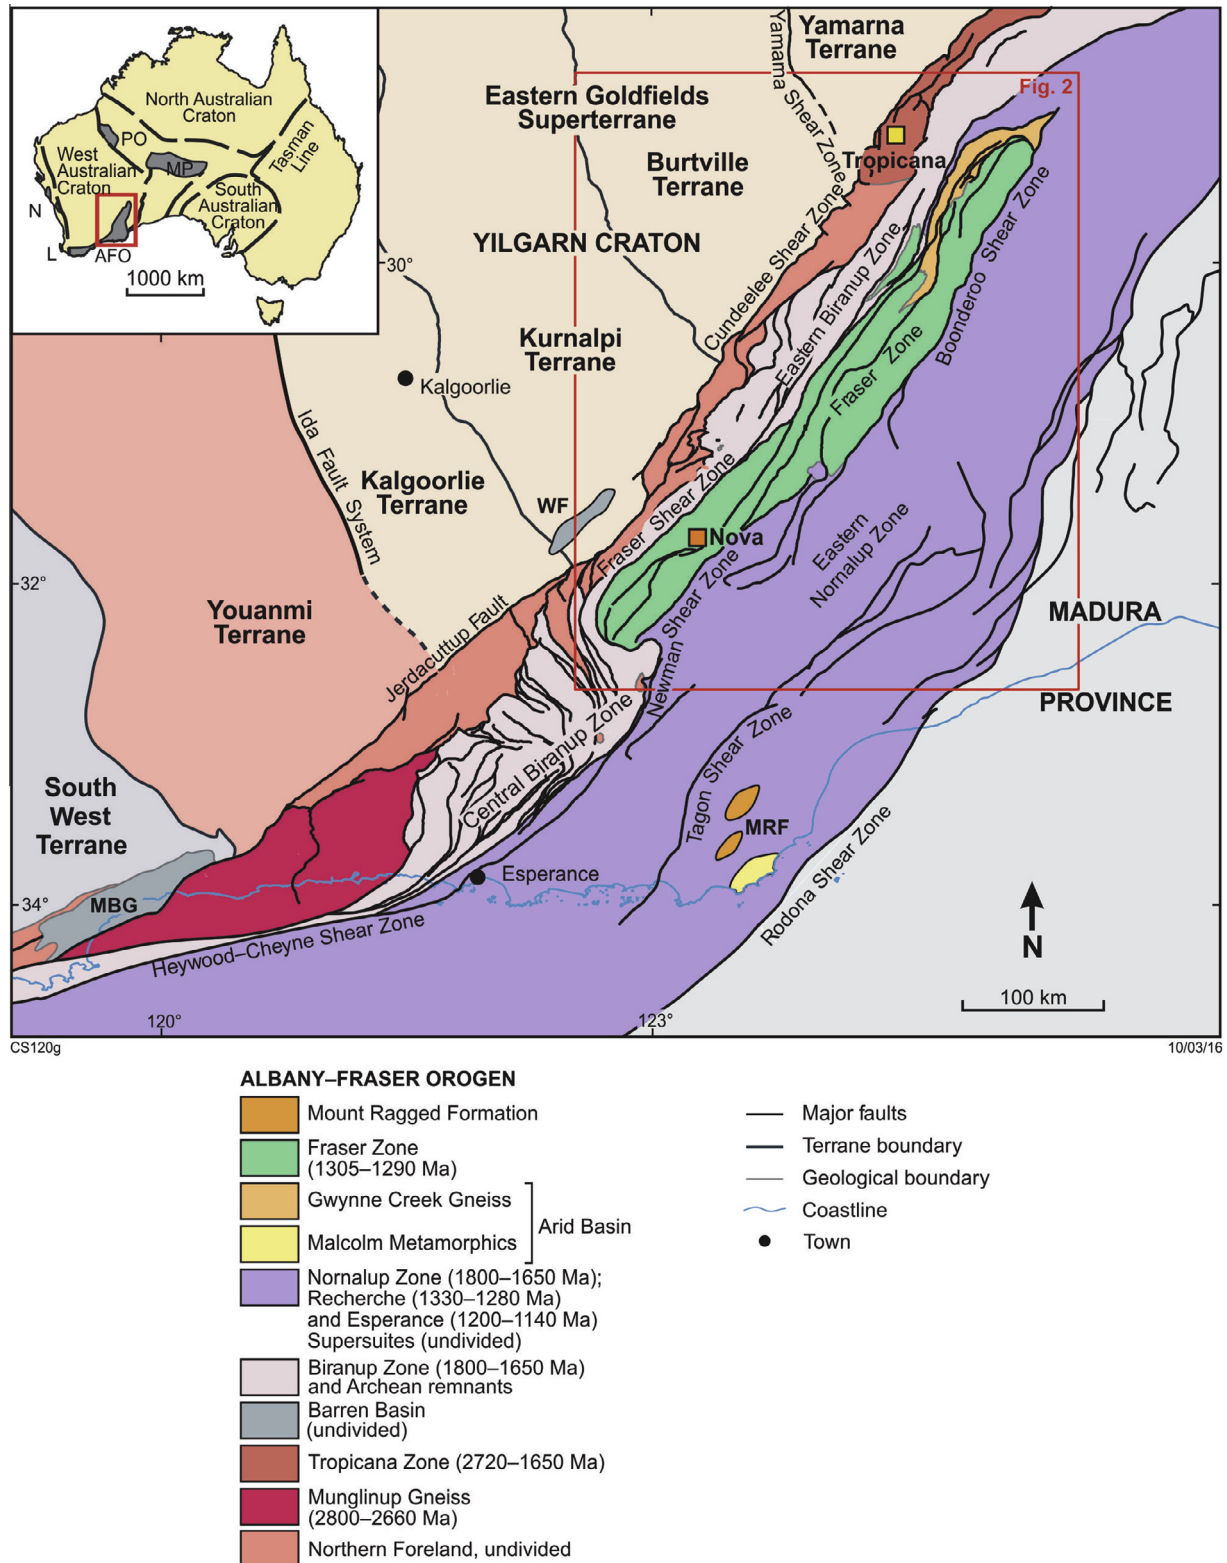 North Australian
Craton
PO
West
Australian
Craton
MP
Tasman
Line
South
Australian
Craton
N
L
AFO
1000 km
Yamarna
Terrane
Yamama Shear Zone
Fig. 2
Eastern Goldfields
Superterrane
Burtville
Terrane
Tropicana
YILGARN CRATON
30°
Cundeelee Shear Zone
Eastern Biranup Zone
Boonderoo Shear Zone
Kurnalpi
Terrane
Kalgoorlie
Fraser Zone
Ida Fault System
Kalgoorlie
Terrane
WF
Fraser Shear Zone
Nova
Eastern
Nornalup Zone
32°
Youanmi
Terrane
Jerdacuttup Fault
Newman Shear Zone
MADURA
PROVINCE
Central Biranup Zone
Tagon Shear Zone
South
West
Terrane
MRF
Esperance
Rodona Shear Zone
34°
MBG
Heywood–Cheyne Shear Zone
N
100 km
120°
123°
CS120g
10/03/16
ALBANY–FRASER OROGEN
Mount Ragged Formation
Fraser Zone
(1305–1290 Ma)
Gwynne Creek Gneiss
Malcolm Metamorphics
Arid Basin
Nornalup Zone (1800–1650 Ma);
Recherche (1330–1280 Ma)
and Esperance (1200–1140 Ma)
Supersuites (undivided)
Biranup Zone (1800–1650 Ma)
and Archean remnants
Barren Basin
(undivided)
Tropicana Zone (2720–1650 Ma)
Munglinup Gneiss
(2800–2660 Ma)
Northern Foreland, undivided
Major faults
Terrane boundary
Geological boundary
Coastline
Town